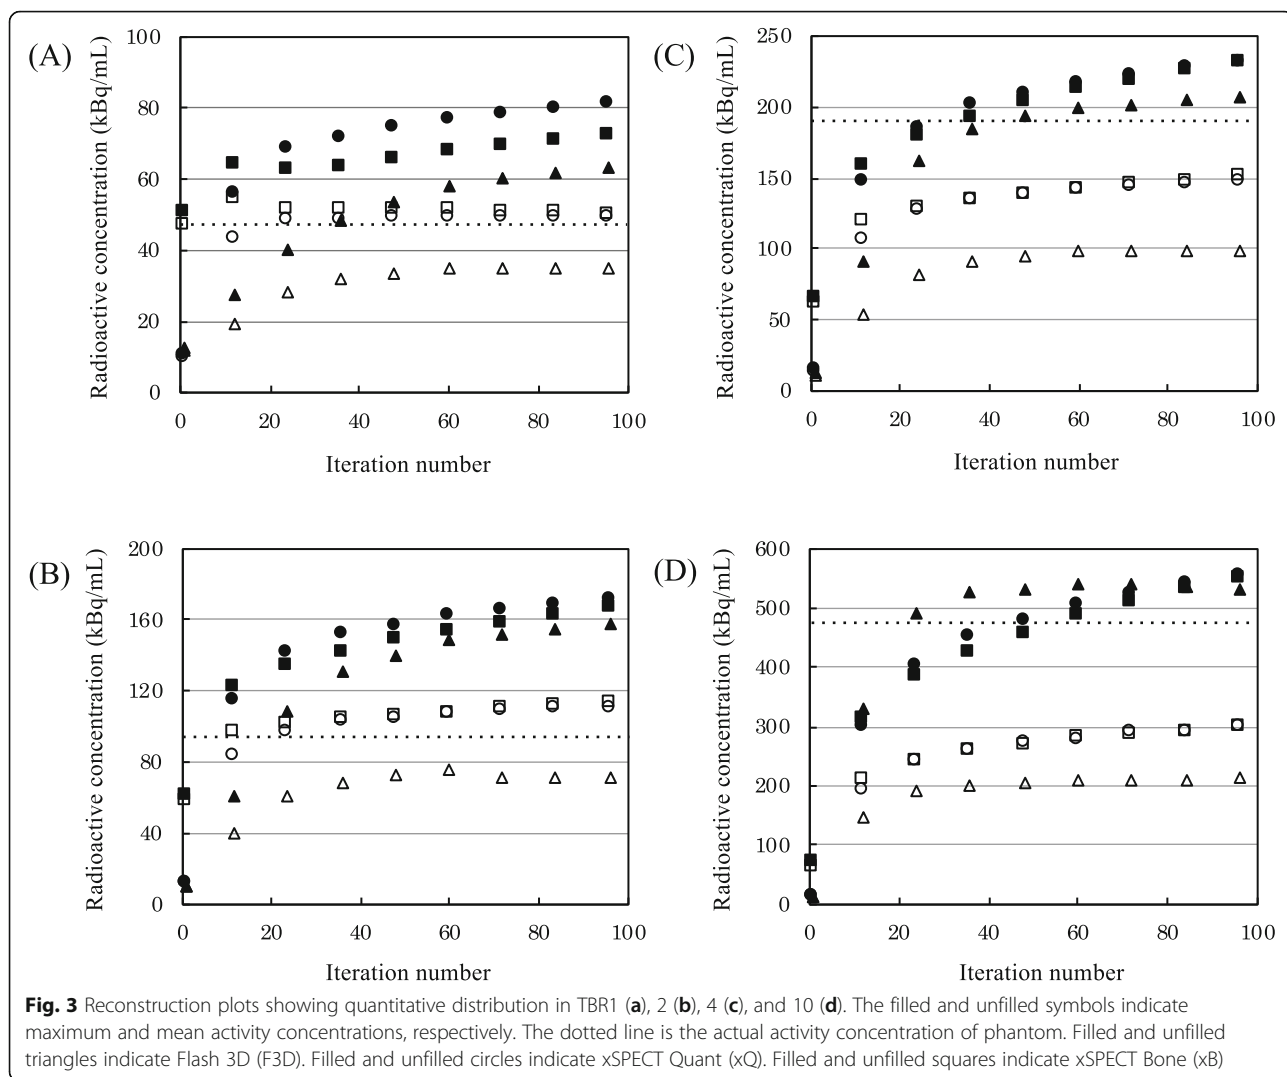 (A)
Radioactive concentration (kBq/mL)
100
80
60
40
20
0
0 20 40 60 80 100
Iteration number
(C)
Radioactive concentration (kBq/mL)
250
200
150
100
50
0
0 20 40 60 80 100
Iteration number
(B)
Radioactive concentration (kBq/mL)
200
160
120
80
40
0
0 20 40 60 80 100
Iteration number
(D)
Radioactive concentration (kBq/mL)
600
500
400
300
200
100
0
0 20 40 60 80 100
Iteration number
Fig. 3 Reconstruction plots showing quantitative distribution in TBR1 (a), 2 (b), 4 (c), and 10 (d). The filled and unfilled symbols indicate
maximum and mean activity concentrations, respectively. The dotted line is the actual activity concentration of phantom. Filled and unfilled
triangles indicate Flash 3D (F3D). Filled and unfilled circles indicate xSPECT Quant (xQ). Filled and unfilled squares indicate xSPECT Bone (xB)